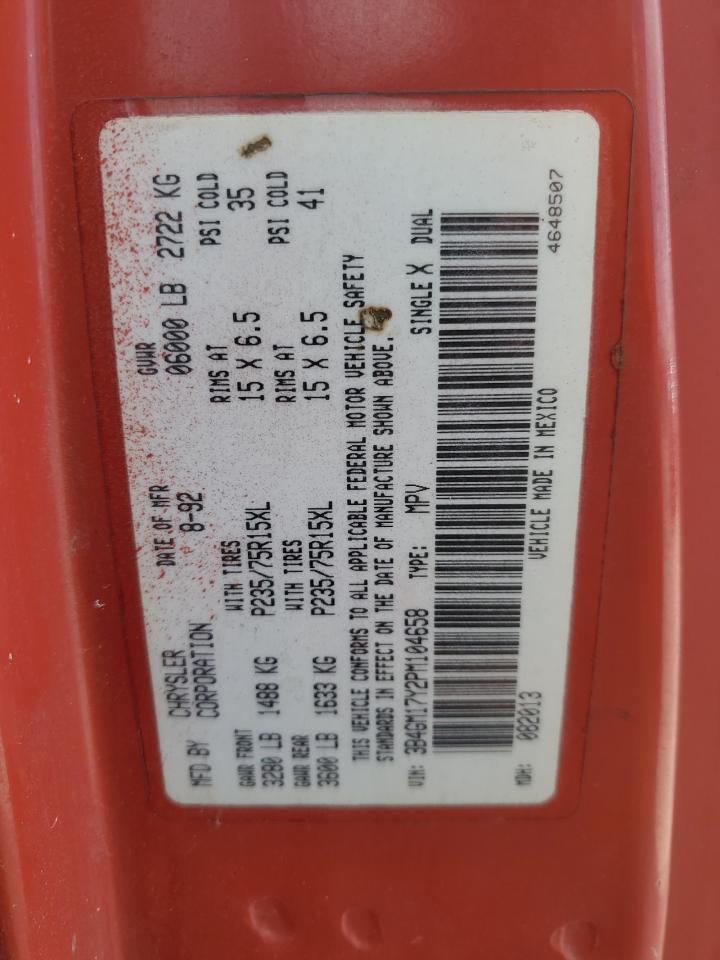 MFD BY CHRYSLER CORPORATION DATE OF MFR 8-92 GVWR 06000 LB 2722 KG
GAWR FRONT WITH TIRES RIMS AT PSI COLD
3280 LB 1488 KG P235/75R15XL 15 X 6.5 35
GAWR REAR WITH TIRES RIMS AT PSI COLD
3600 LB 1633 KG P235/75R15XL 15 X 6.5 41
THIS VEHICLE CONFORMS TO ALL APPLICABLE FEDERAL MOTOR VEHICLE SAFETY
STANDARDS IN EFFECT ON THE DATE OF MANUFACTURE SHOWN ABOVE.
VIN: 3B4GM17Y2PM104658 TYPE: MPV SINGLE X DUAL
MDH: 082013 VEHICLE MADE IN MEXICO 4648507